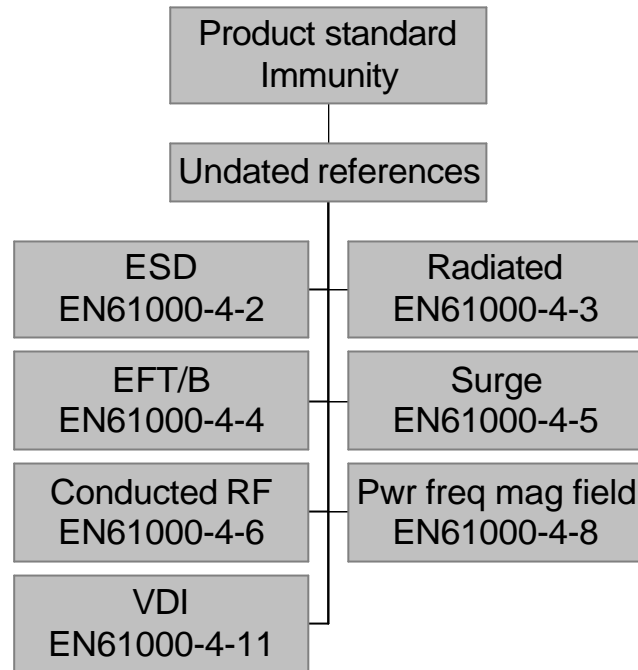 Product standard
Immunity
Undated references
ESD
EN61000-4-2
Radiated
EN61000-4-3
EFT/B
EN61000-4-4
Surge
EN61000-4-5
Conducted RF
EN61000-4-6
Pwr freq mag field
EN61000-4-8
VDI
EN61000-4-11